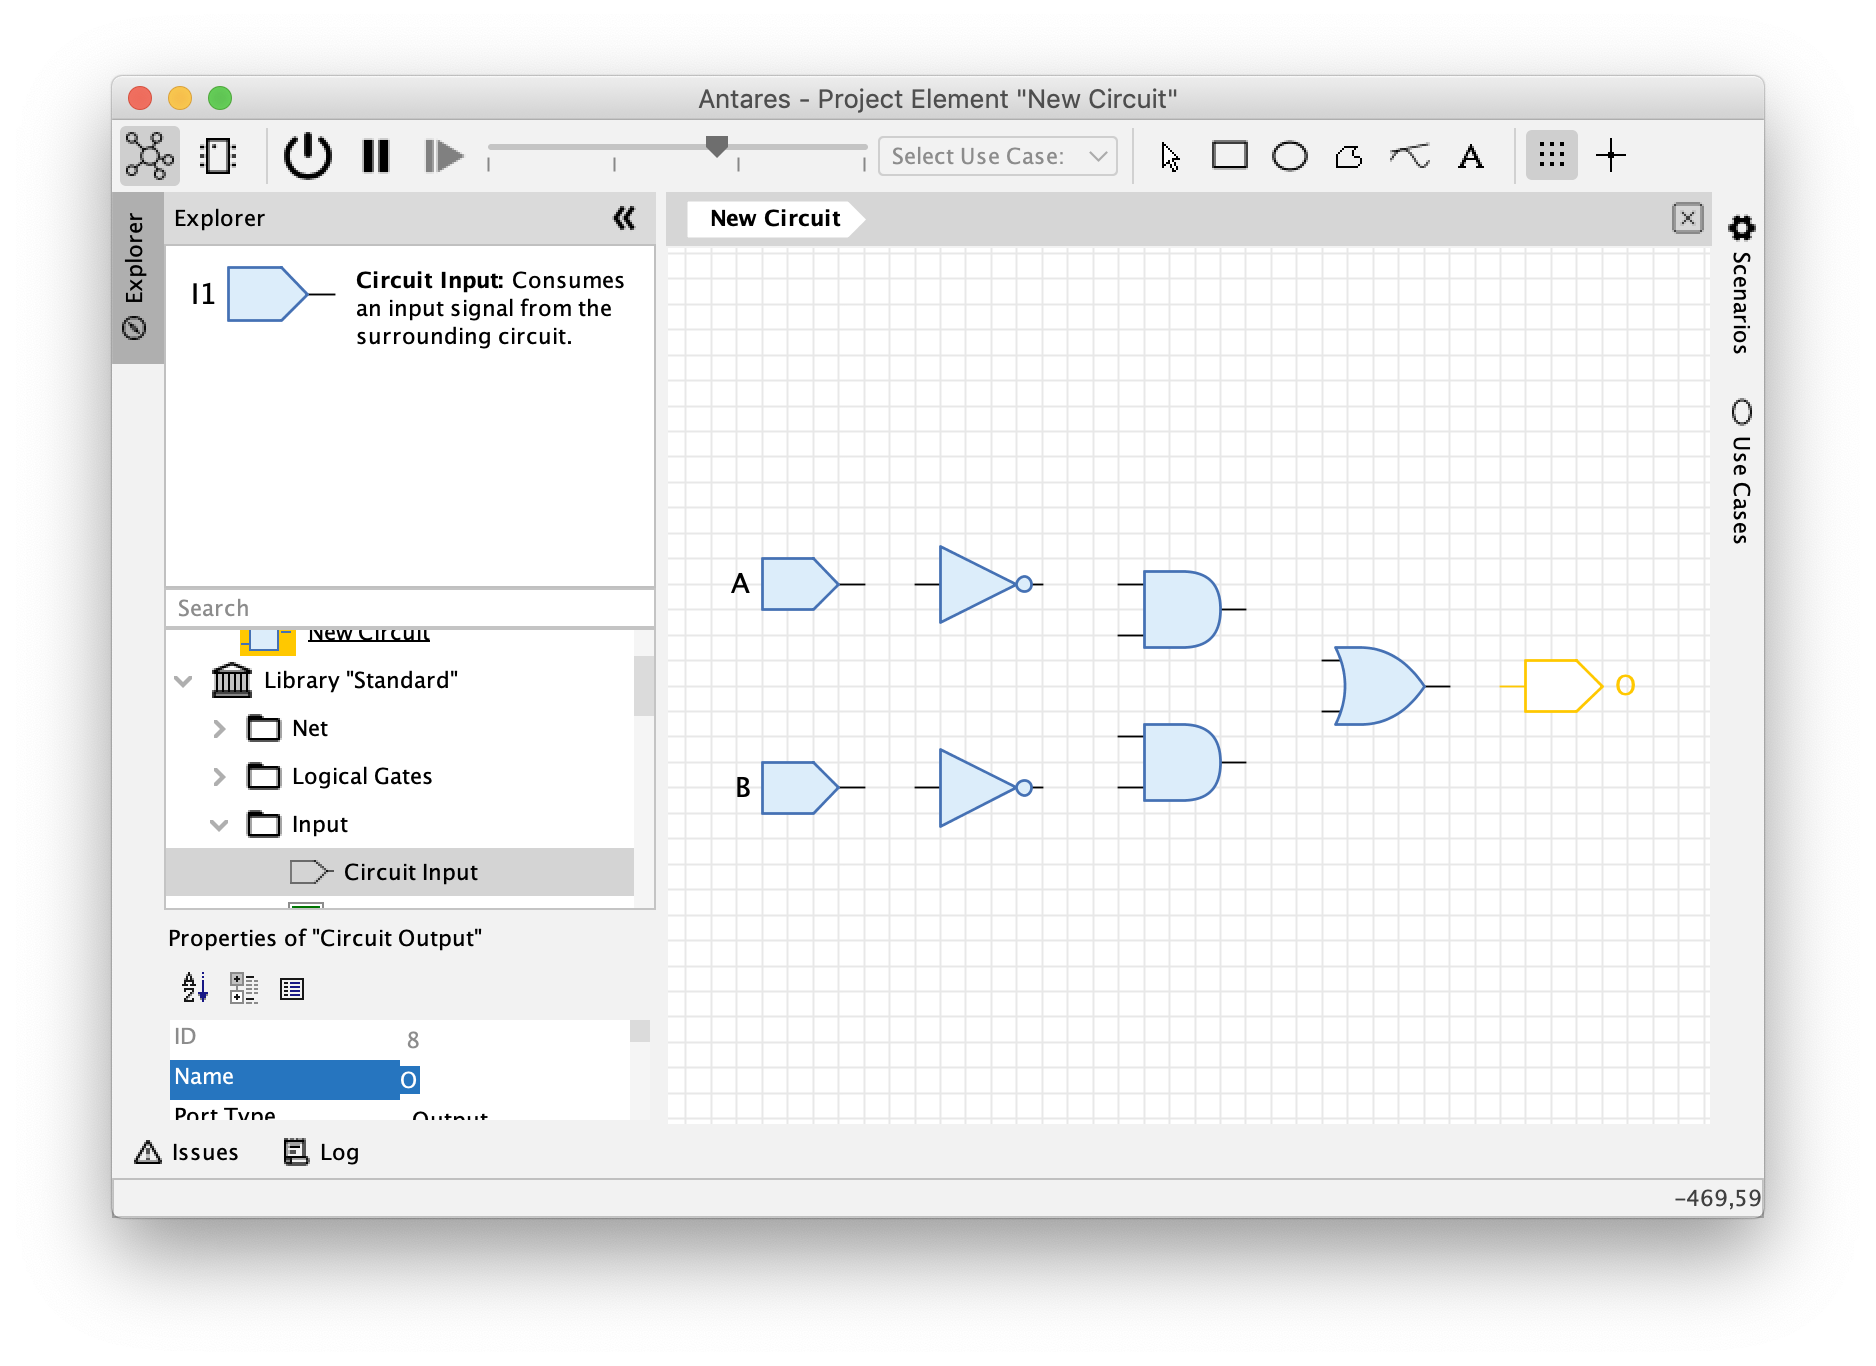 Antares - Project Element "New Circuit"
Select Use Case:
Explorer
Explorer
New Circuit
I1
Circuit Input: Consumes
an input signal from the
surrounding circuit.
Search
New Circuit
Library "Standard"
Net
Logical Gates
Input
Circuit Input
Properties of "Circuit Output"
A
Z
ID 8
Name O
Port Type Output
A
B
O
Scenarios
Use Cases
Issues
Log
-469,59